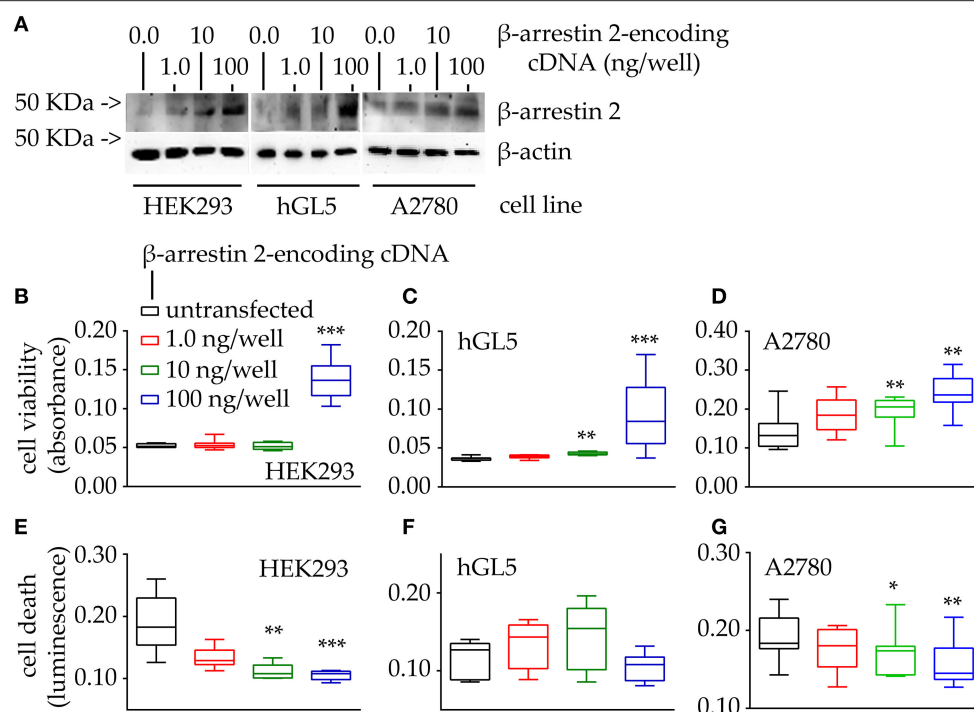 A
0.0 10 0.0 10 0.0 10 β-arrestin 2-encoding
1.0 100 1.0 100 1.0 100 cDNA (ng/well)
50 KDa -> β-arrestin 2
50 KDa -> β-actin
HEK293 hGL5 A2780 cell line
β-arrestin 2-encoding cDNA
untransfected
1.0 ng/well
10 ng/well
100 ng/well
B
cell viability
(absorbance)
0.20
0.15
0.10
0.05
0.00
***
HEK293
C
hGL5
0.20
0.15
0.10
0.05
0.00
**
***
D
A2780
0.40
0.30
0.20
0.10
0.00
**
**
E
cell death
(luminescence)
HEK293
0.30
0.20
0.10
**
***
F
hGL5
0.20
0.10
G
A2780
0.30
0.20
0.10
*
**